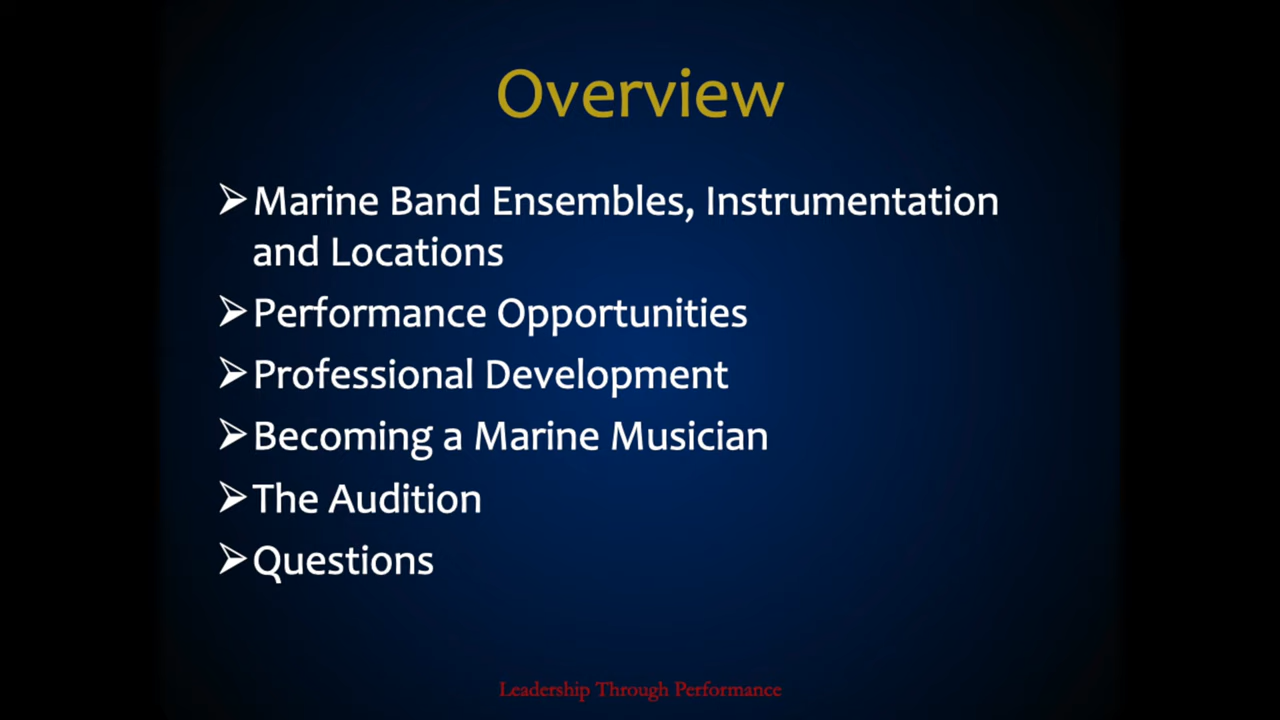 Overview
➢Marine Band Ensembles, Instrumentation
and Locations
➢Performance Opportunities
➢Professional Development
➢Becoming a Marine Musician
➢The Audition
➢Questions
Leadership Through Performance